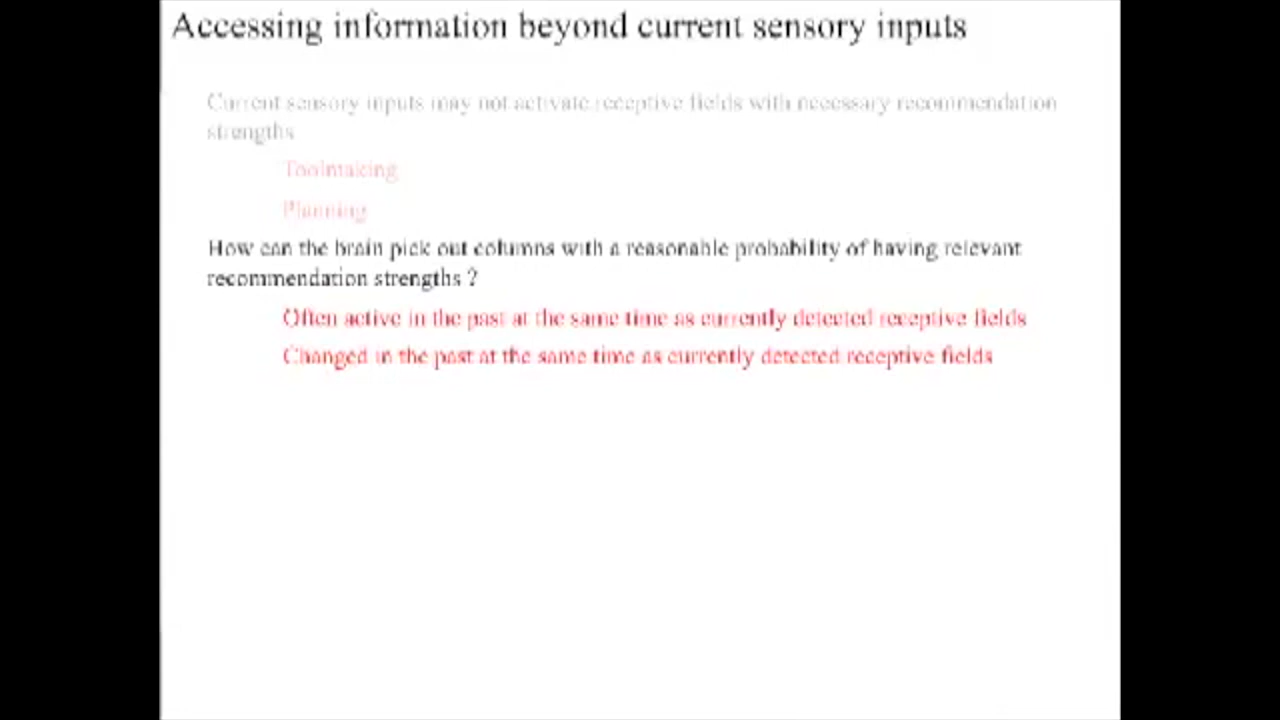 Accessing information beyond current sensory inputs
Current sensory inputs may not activate receptive fields with necessary recommendation
strengths
Toolmaking
Planning
How can the brain pick out columns with a reasonable probability of having relevant
recommendation strengths ?
Often active in the past at the same time as currently detected receptive fields
Changed in the past at the same time as currently detected receptive fields